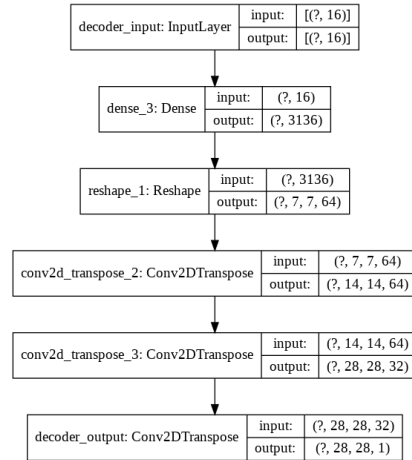 decoder_input: InputLayer
input: [(?, 16)]
output: [(?, 16)]
dense_3: Dense
input: (?, 16)
output: (?, 3136)
reshape_1: Reshape
input: (?, 3136)
output: (?, 7, 7, 64)
conv2d_transpose_2: Conv2DTranspose
input: (?, 7, 7, 64)
output: (?, 14, 14, 64)
conv2d_transpose_3: Conv2DTranspose
input: (?, 14, 14, 64)
output: (?, 28, 28, 32)
decoder_output: Conv2DTranspose
input: (?, 28, 28, 32)
output: (?, 28, 28, 1)